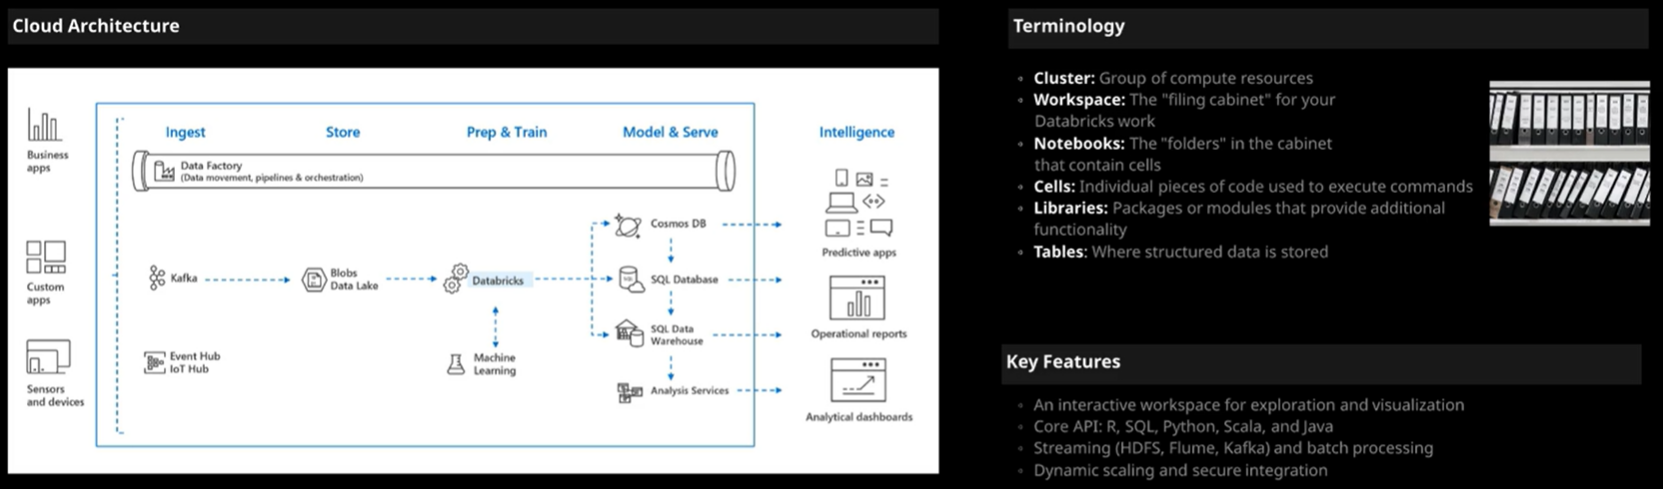 Cloud Architecture
Ingest
Store
Prep & Train
Model & Serve
Intelligence
Business
apps
Custom
apps
Sensors
and devices
Data Factory
(Data movement, pipelines & orchestration)
Kafka
Event Hub
IoT Hub
Blobs
Data Lake
Databricks
Machine
Learning
Cosmos DB
SQL Database
SQL Data
Warehouse
Analysis Services
Predictive apps
Operational reports
Analytical dashboards
Terminology
Cluster: Group of compute resources
Workspace: The "filing cabinet" for your
Databricks work
Notebooks: The "folders" in the cabinet
that contain cells
Cells: Individual pieces of code used to execute commands
Libraries: Packages or modules that provide additional
functionality
Tables: Where structured data is stored
Key Features
An interactive workspace for exploration and visualization
Core API: R, SQL, Python, Scala, and Java
Streaming (HDFS, Flume, Kafka) and batch processing
Dynamic scaling and secure integration